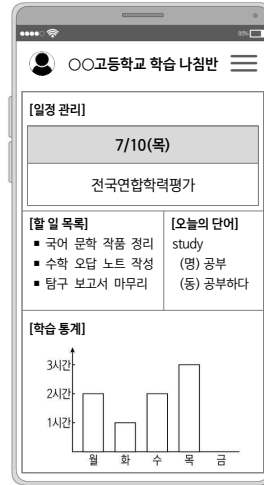 83%
○○고등학교 학습 나침반
[일정 관리]
7/10(목)
전국연합학력평가
[할 일 목록]
▪ 국어 문학 작품 정리
▪ 수학 오답 노트 작성
▪ 탐구 보고서 마무리
[오늘의 단어]
study
(명) 공부
(동) 공부하다
[학습 통계]
3시간
2시간
1시간
월 화 수 목 금